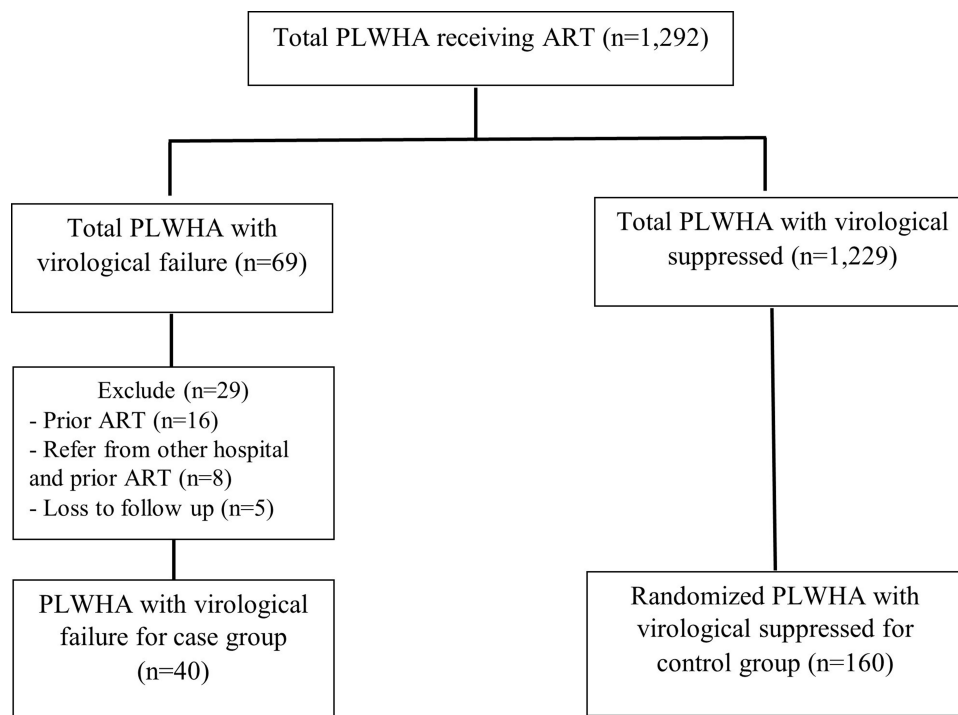 Total PLWHA receiving ART (n=1,292)
Total PLWHA with
virological failure (n=69)
Total PLWHA with virological
suppressed (n=1,229)
Exclude (n=29)
- Prior ART (n=16)
- Refer from other hospital
and prior ART (n=8)
- Loss to follow up (n=5)
PLWHA with virological
failure for case group
(n=40)
Randomized PLWHA with
virological suppressed for
control group (n=160)